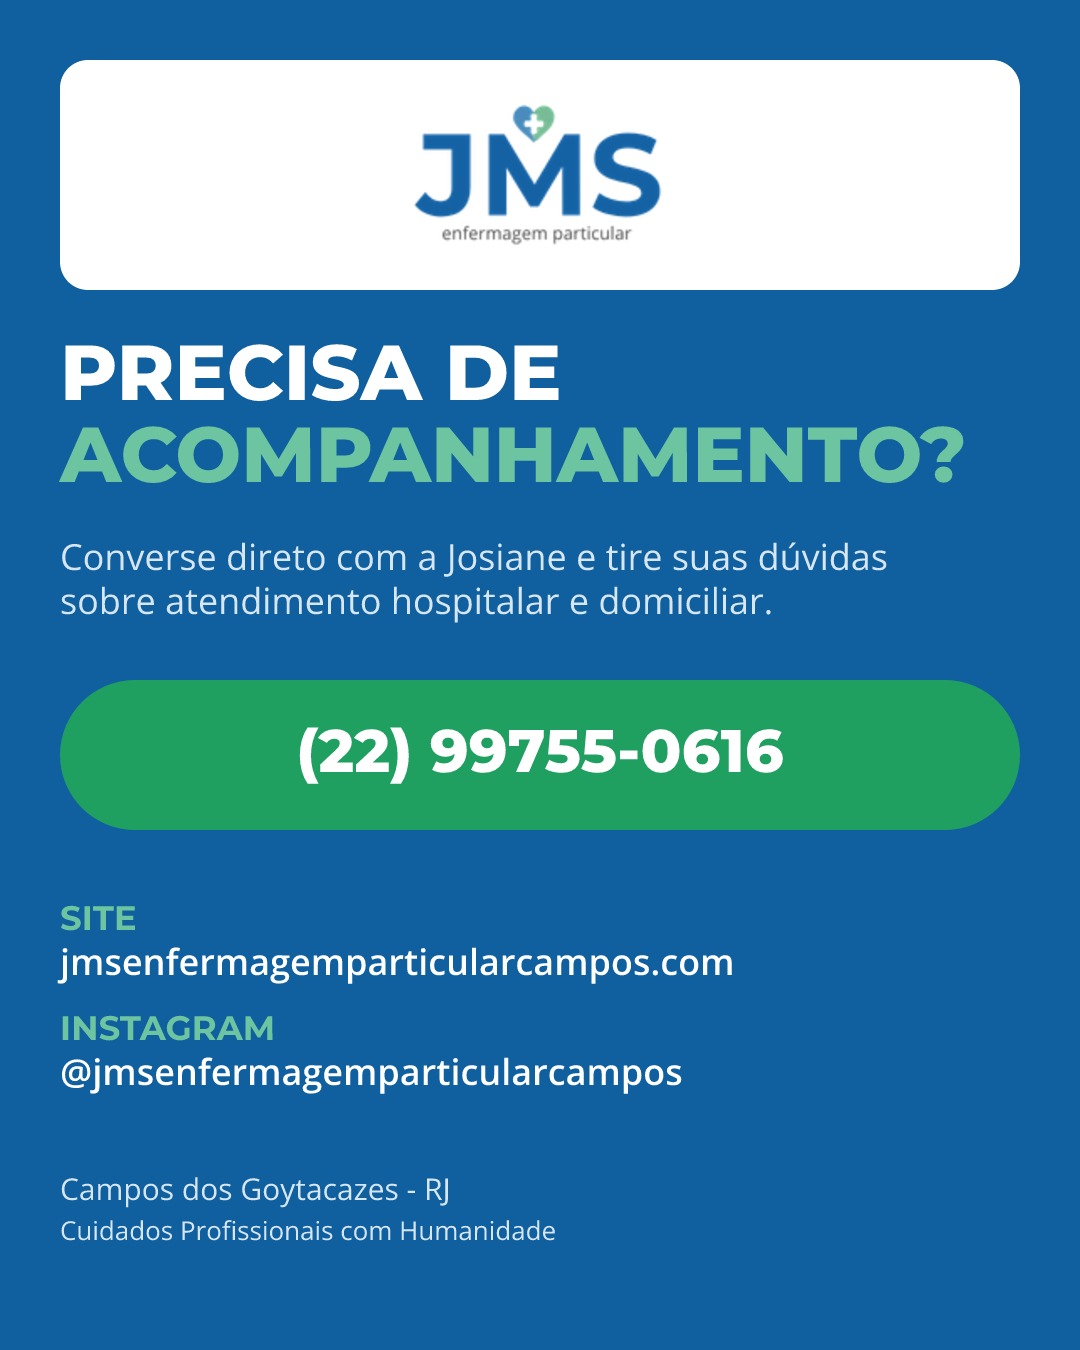 JMS
enfermagem particular
PRECISA DE
ACOMPANHAMENTO?
Converse direto com a Josiane e tire suas dúvidas
sobre atendimento hospitalar e domiciliar.
(22) 99755-0616
SITE
jmsenfermagemparticularcampos.com
INSTAGRAM
@jmsenfermagemparticularcampos
Campos dos Goytacazes - RJ
Cuidados Profissionais com Humanidade